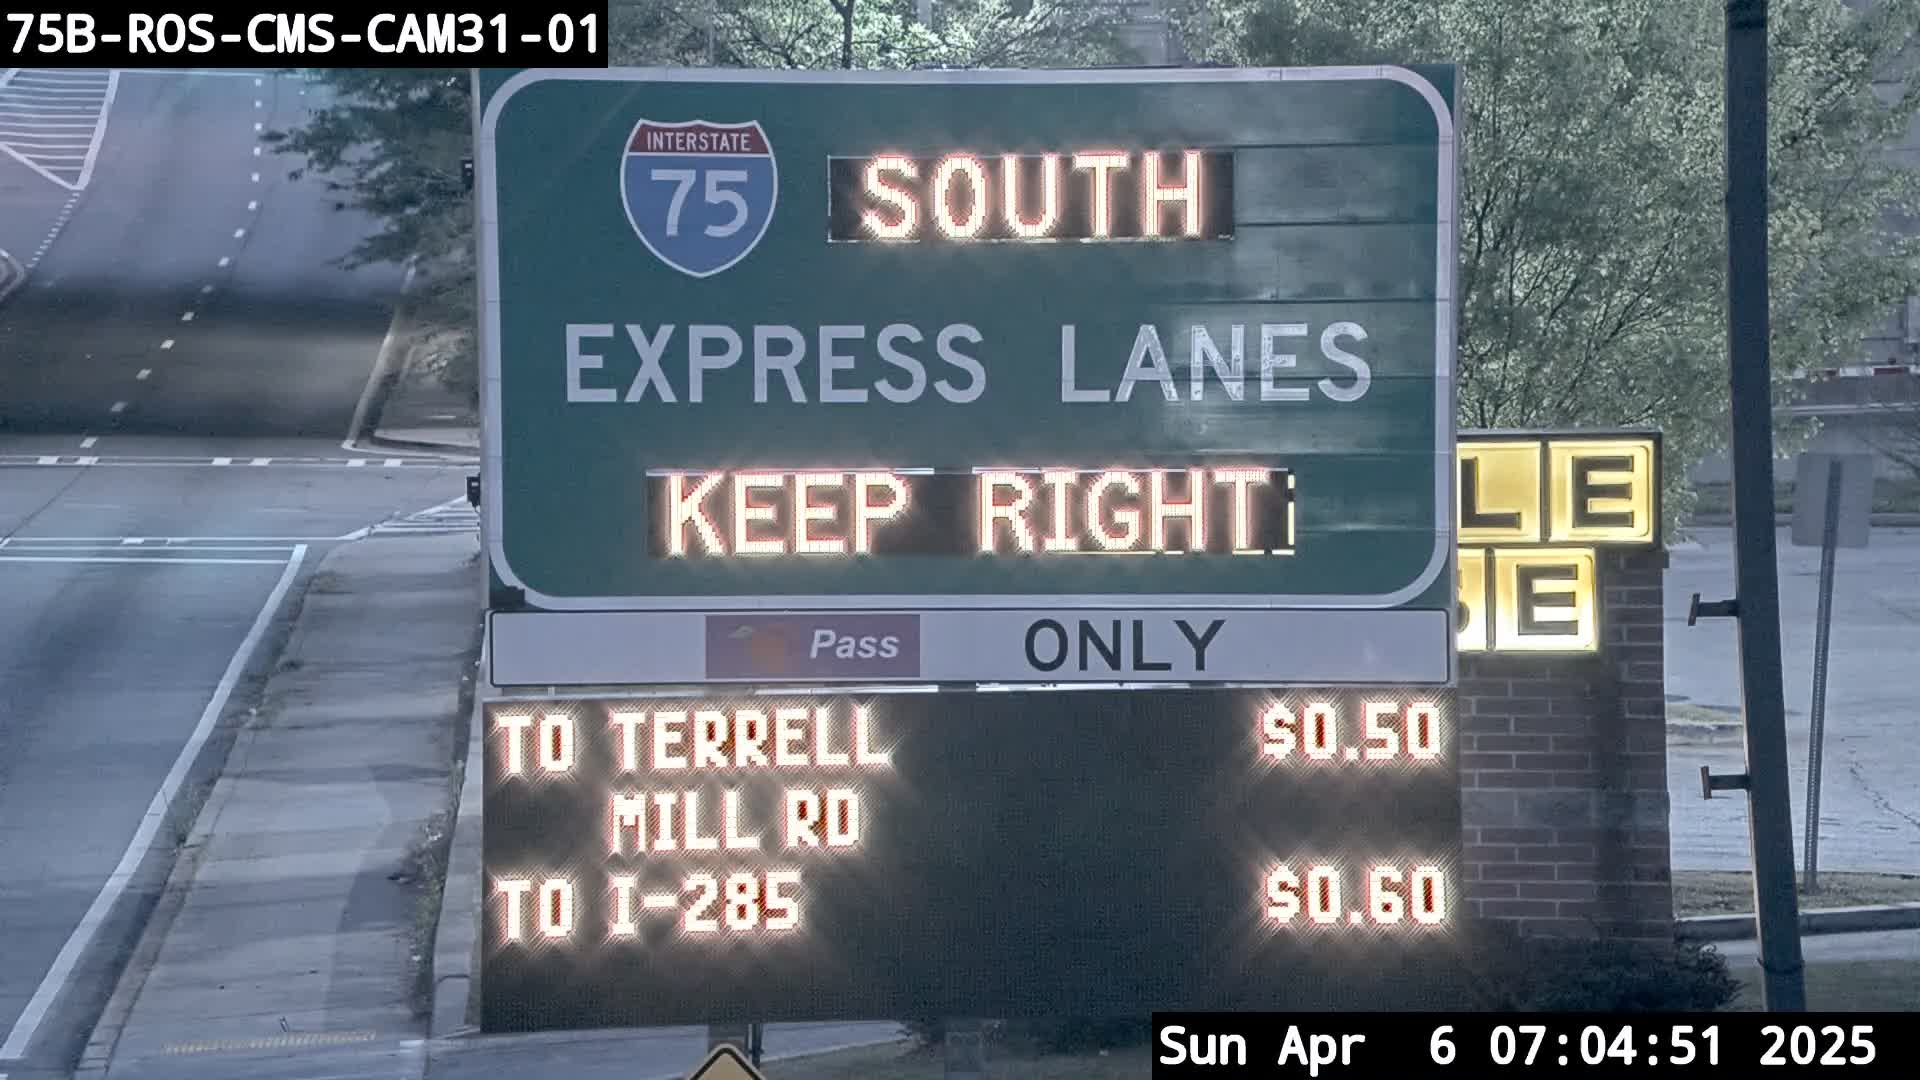 75B-ROS-CMS-CAM31-01
INTERSTATE
75
SOUTH
EXPRESS LANES
KEEP RIGHT
LE
E
Pass ONLY
TO TERRELL $0.50
MILL RD
TO I-285 $0.60
Sun Apr 6 07:04:51 2025